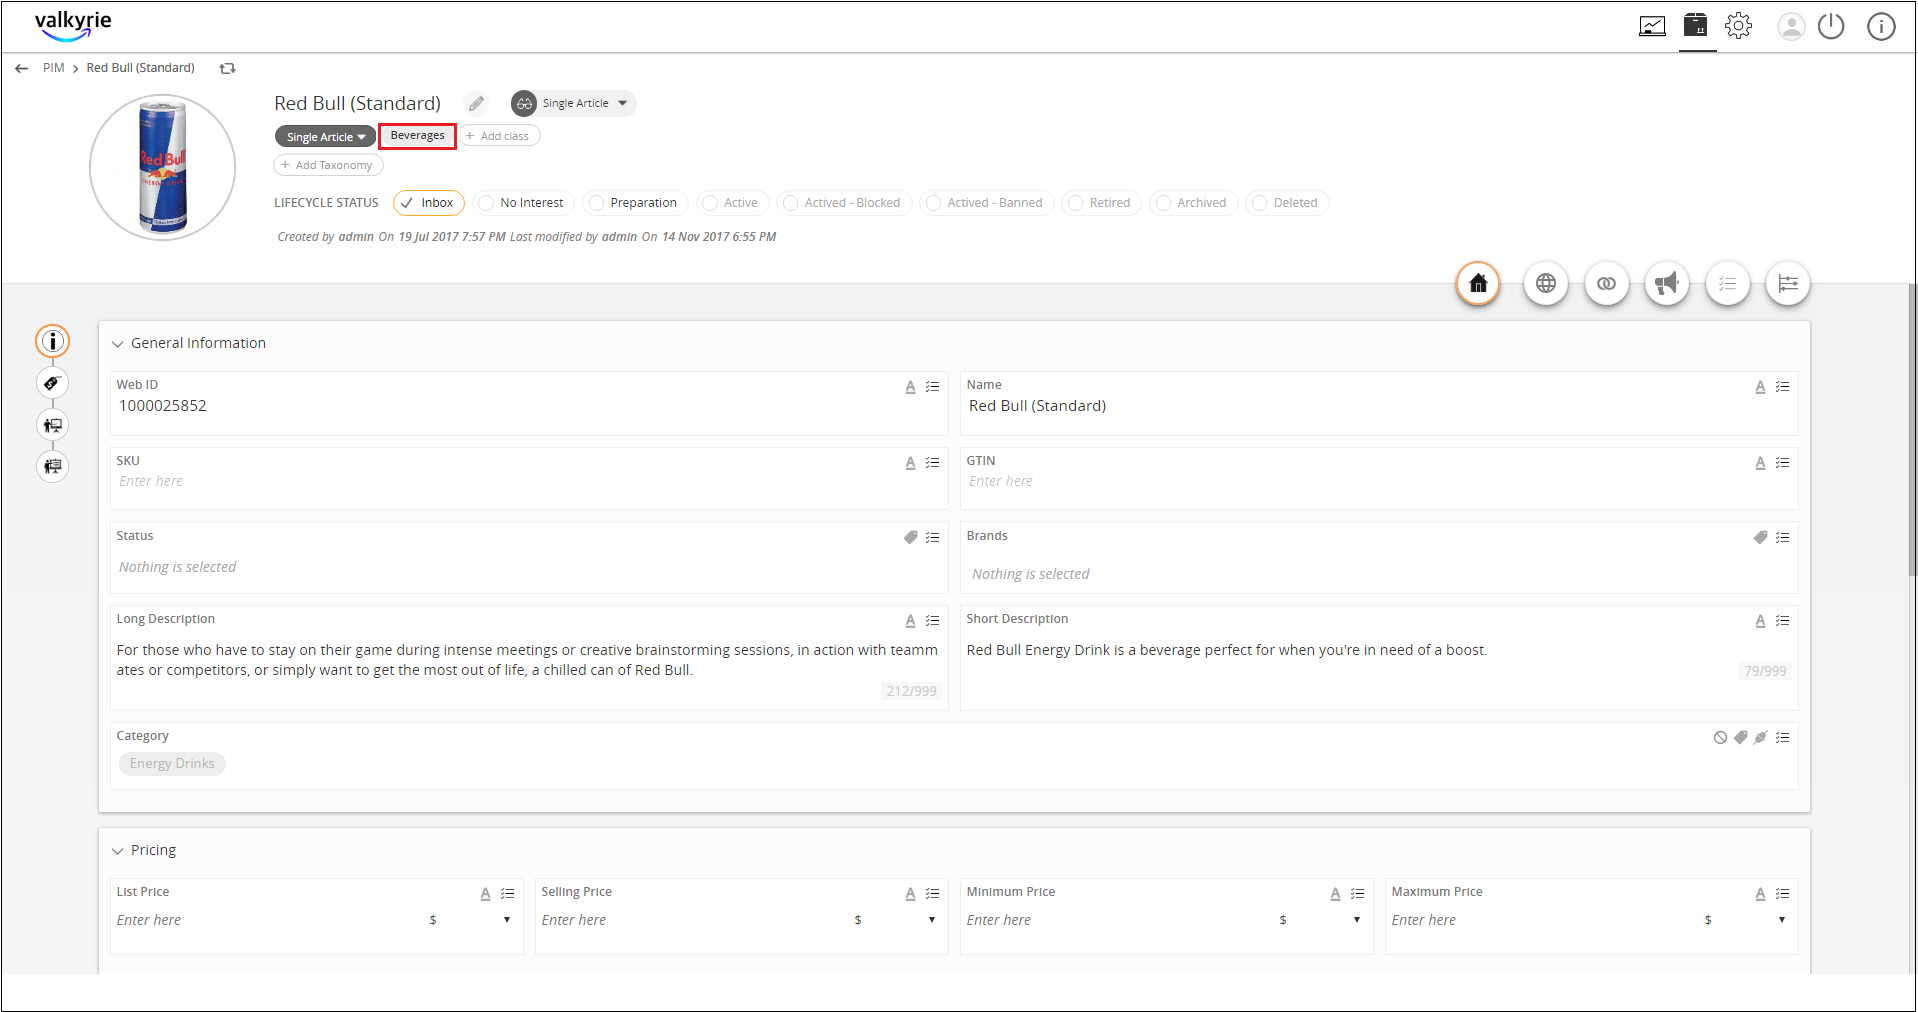 valkyrie
PIM > Red Bull (Standard)
Red Bull (Standard) Single Article
Single Article Beverages + Add class
+ Add Taxonomy
Red Bull
ENERGY DRINK
LIFECYCLE STATUS Inbox No Interest Preparation Active Actived - Blocked Actived - Banned Retired Archived Deleted
Created by admin On 19 Jul 2017 7:57 PM Last modified by admin On 14 Nov 2017 6:55 PM
General Information
Web ID
1000025852
Name
Red Bull (Standard)
SKU
Enter here
GTIN
Enter here
Status
Nothing is selected
Brands
Nothing is selected
Long Description
For those who have to stay on their game during intense meetings or creative brainstorming sessions, in action with teamm
ates or competitors, or simply want to get the most out of life, a chilled can of Red Bull.
212/999
Short Description
Red Bull Energy Drink is a beverage perfect for when you're in need of a boost.
79/999
Category
Energy Drinks
Pricing
List Price
Enter here $
Selling Price
Enter here $
Minimum Price
Enter here $
Maximum Price
Enter here $